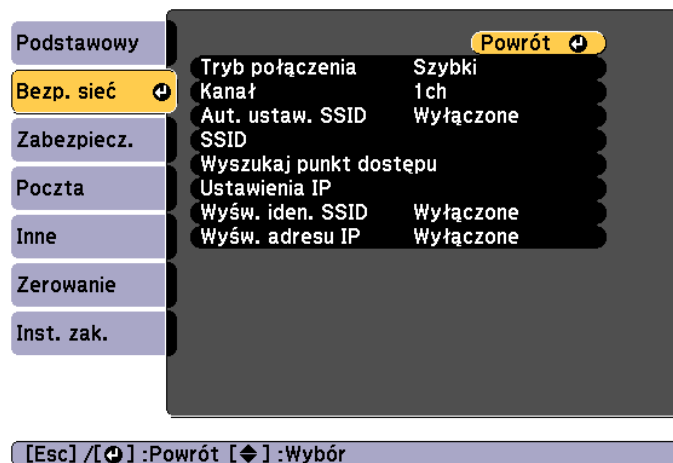 Podstawowy
Bezp. sieć
Zabezpiecz.
Poczta
Inne
Zerowanie
Inst. zak.
Powrót
Tryb połączenia Szybki
Kanał 1ch
Aut. ustaw. SSID Wyłączone
SSID
Wyszukaj punkt dostępu
Ustawienia IP
Wyśw. iden. SSID Wyłączone
Wyśw. adresu IP Wyłączone
[Esc] /[⏎] :Powrót [◆] :Wybór